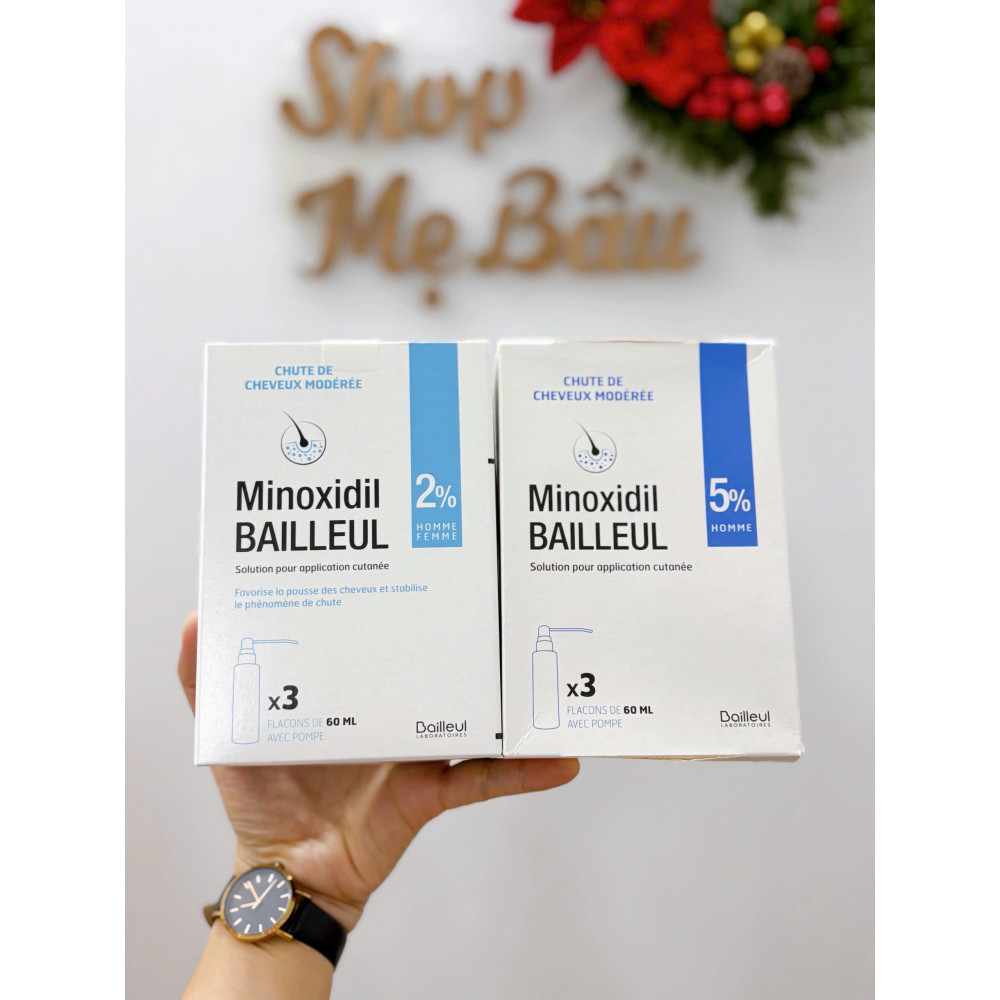 Shop
Mẹ Bầu
CHUTE DE
CHEVEUX MODÉRÉE
Minoxidil
BAILLEUL
2%
HOMME
FEMME
Solution pour application cutanée
Favorise la pousse des cheveux et stabilise
le phénomène de chute
x3
FLACONS DE 60 ML
AVEC POMPE
Bailleul
LABORATOIRES
CHUTE DE
CHEVEUX MODÉRÉE
Minoxidil
BAILLEUL
5%
HOMME
Solution pour application cutanée
x3
FLACONS DE 60 ML
AVEC POMPE
Bailleul
LABORATOIRES